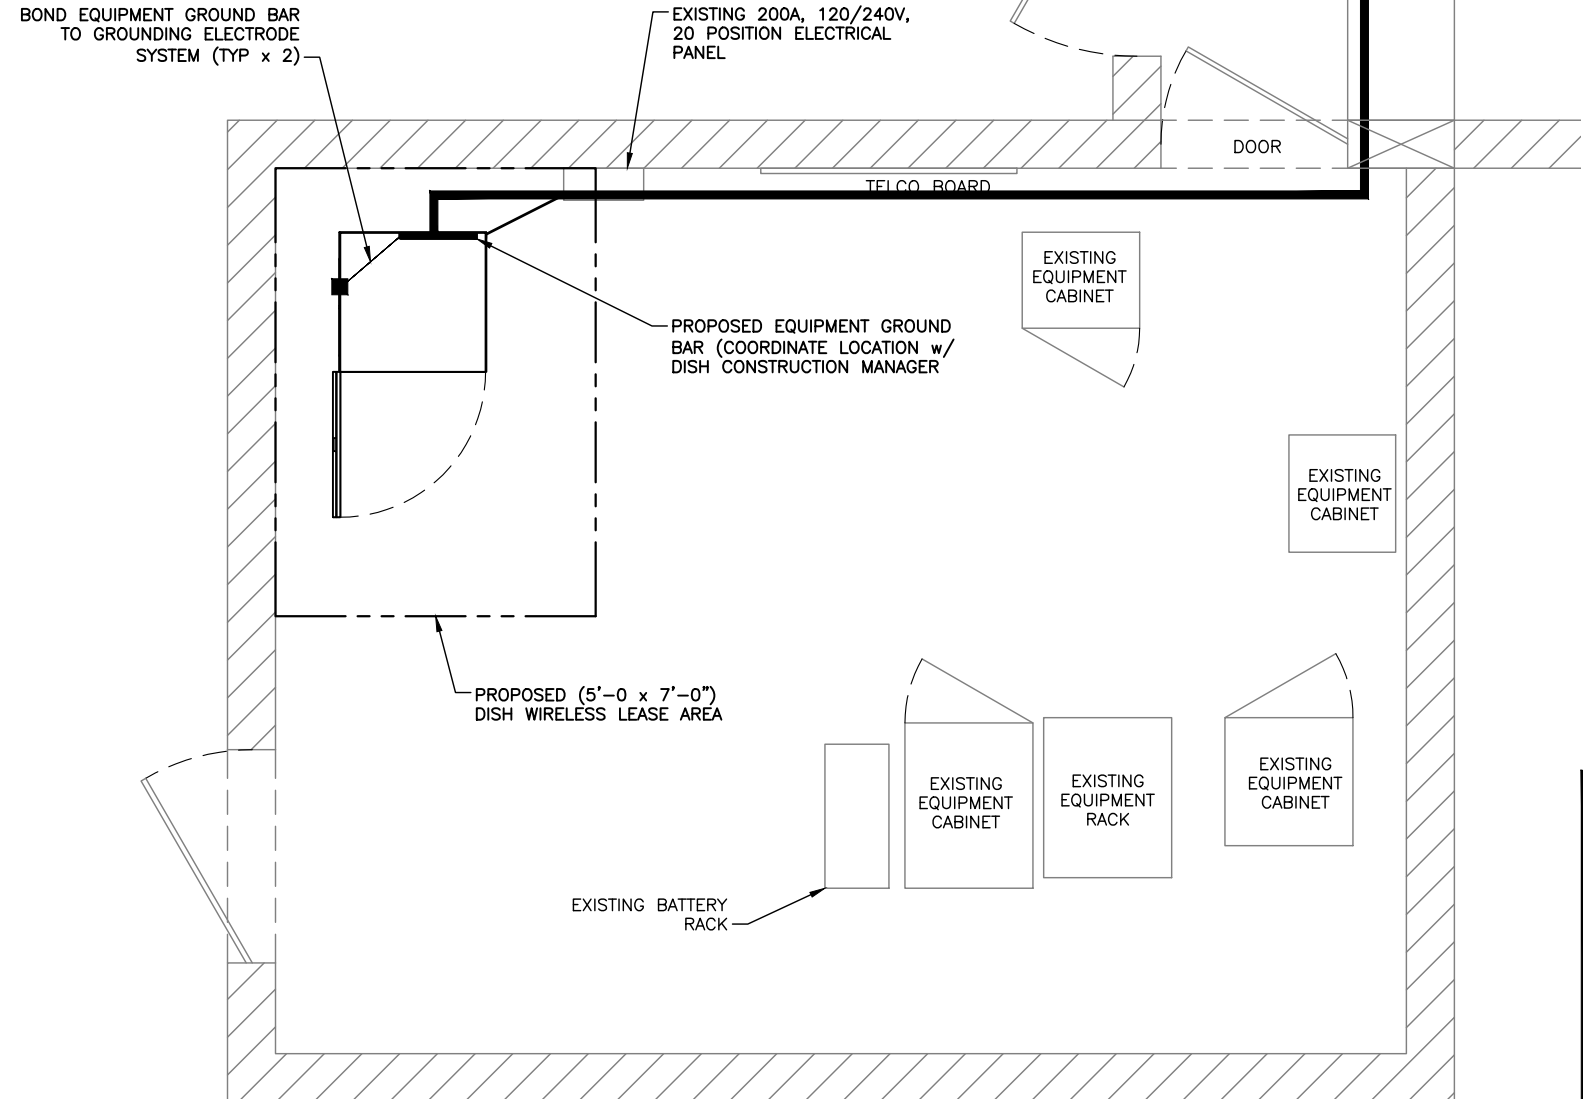 BOND EQUIPMENT GROUND BAR
TO GROUNDING ELECTRODE
SYSTEM (TYP x 2)
EXISTING 200A, 120/240V,
20 POSITION ELECTRICAL
PANEL
DOOR
TELCO BOARD
EXISTING
EQUIPMENT
CABINET
PROPOSED EQUIPMENT GROUND
BAR (COORDINATE LOCATION w/
DISH CONSTRUCTION MANAGER
EXISTING
EQUIPMENT
CABINET
PROPOSED (5'-0 x 7'-0")
DISH WIRELESS LEASE AREA
EXISTING
EQUIPMENT
CABINET
EXISTING
EQUIPMENT
RACK
EXISTING
EQUIPMENT
CABINET
EXISTING BATTERY
RACK